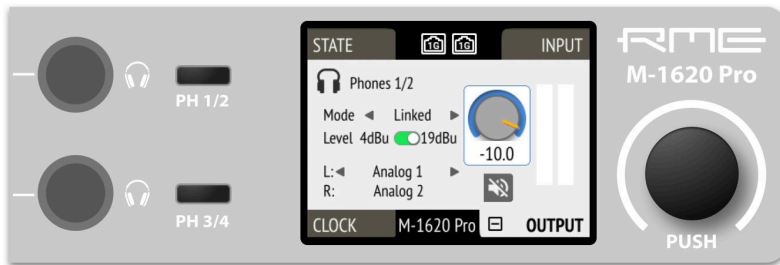 PH 1/2
PH 3/4
STATE
1G
1G
INPUT
Phones 1/2
Mode ◀ Linked ▶
Level 4dBu 19dBu
L:◀ Analog 1 ▶
R: Analog 2
-10.0
CLOCK
M-1620 Pro
OUTPUT
RME
M-1620 Pro
PUSH